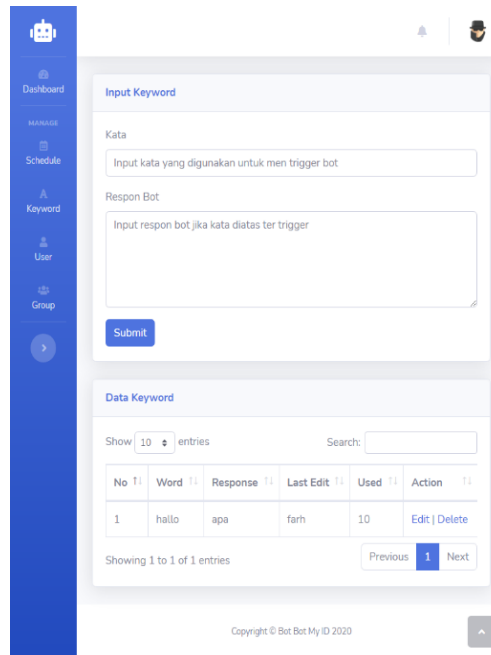 Dashboard
MANAGE
Schedule
Keyword
User
Group
Input Keyword
Kata
Input kata yang digunakan untuk men trigger bot
Respon Bot
Input respon bot jika kata diatas ter trigger
Submit
Data Keyword
Show 10 entries Search:
No Word Response Last Edit Used Action
1 hallo apa farh 10 Edit | Delete
Showing 1 to 1 of 1 entries
Previous 1 Next
Copyright © Bot Bot My ID 2020